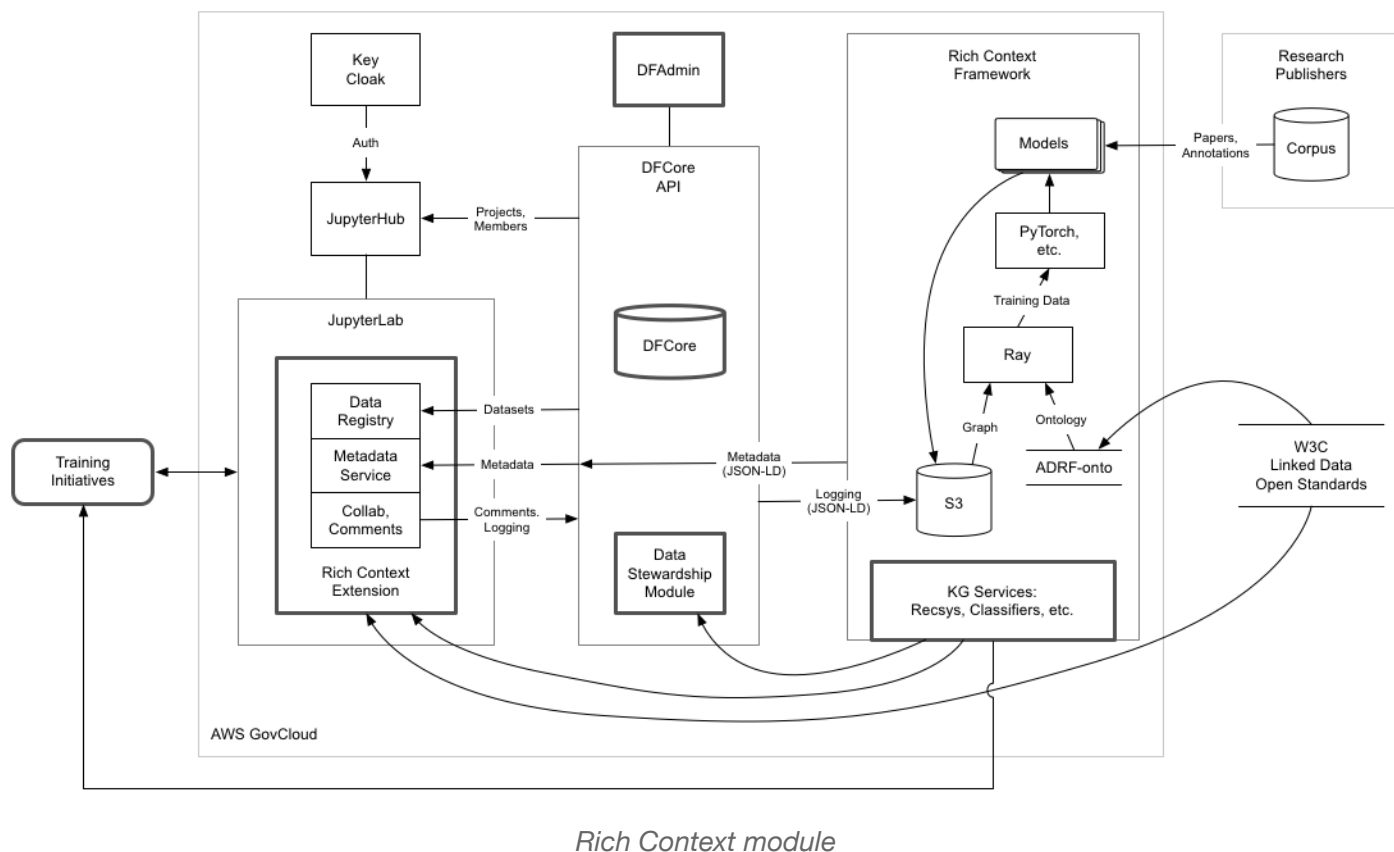 Key
Cloak
DFAdmin
Rich Context
Framework
Research
Publishers
Auth
Models
Papers,
Annotations
Corpus
DFCore
API
JupyterHub
Projects,
Members
PyTorch,
etc.
Training Data
JupyterLab
DFCore
Ray
Data
Registry
Datasets
Graph
Ontology
Training
Initiatives
Metadata
Service
Metadata
Metadata
(JSON-LD)
ADRF-onto
W3C
Linked Data
Open Standards
Collab,
Comments
Comments.
Logging
Logging
(JSON-LD)
S3
Rich Context
Extension
Data
Stewardship
Module
KG Services:
Recsys, Classifiers, etc.
AWS GovCloud
Rich Context module